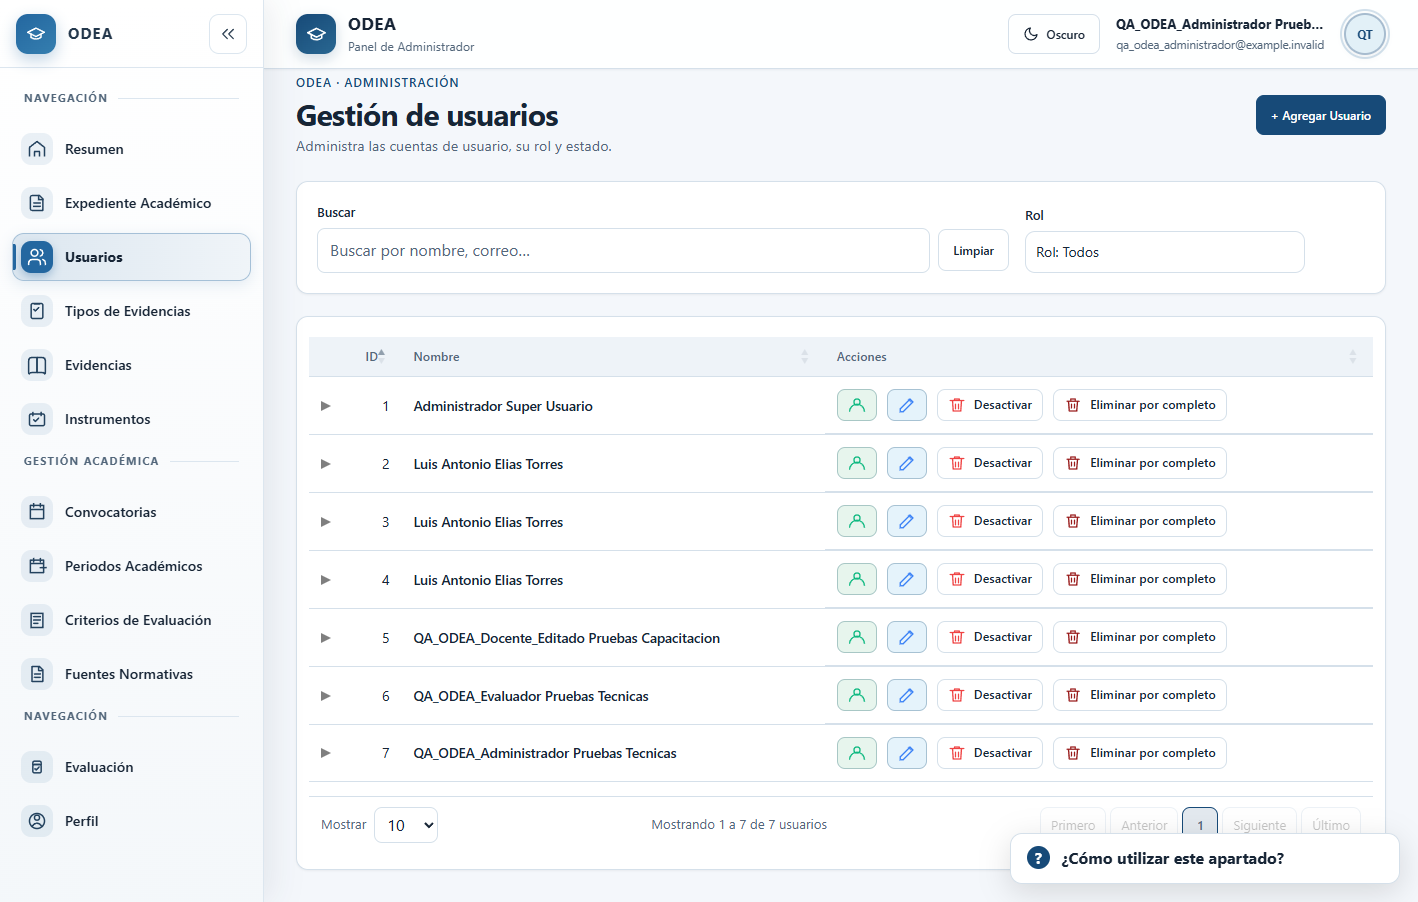 ODEA
NAVEGACIÓN
Resumen
Expediente Académico
Usuarios
Tipos de Evidencias
Evidencias
Instrumentos
GESTIÓN ACADÉMICA
Convocatorias
Periodos Académicos
Criterios de Evaluación
Fuentes Normativas
NAVEGACIÓN
Evaluación
Perfil
ODEA
Panel de Administrador
Oscuro
QA_ODEA_Administrador Prueb...
qa_odea_administrador@example.invalid
QT
ODEA · ADMINISTRACIÓN
Gestión de usuarios
Administra las cuentas de usuario, su rol y estado.
+ Agregar Usuario
Buscar
Buscar por nombre, correo...
Limpiar
Rol
Rol: Todos
ID Nombre Acciones
1 Administrador Super Usuario Desactivar Eliminar por completo
2 Luis Antonio Elias Torres Desactivar Eliminar por completo
3 Luis Antonio Elias Torres Desactivar Eliminar por completo
4 Luis Antonio Elias Torres Desactivar Eliminar por completo
5 QA_ODEA_Docente_Editado Pruebas Capacitacion Desactivar Eliminar por completo
6 QA_ODEA_Evaluador Pruebas Tecnicas Desactivar Eliminar por completo
7 QA_ODEA_Administrador Pruebas Tecnicas Desactivar Eliminar por completo
Mostrar 10 Mostrando 1 a 7 de 7 usuarios Primero Anterior 1 Siguiente Último
? ¿Cómo utilizar este apartado?